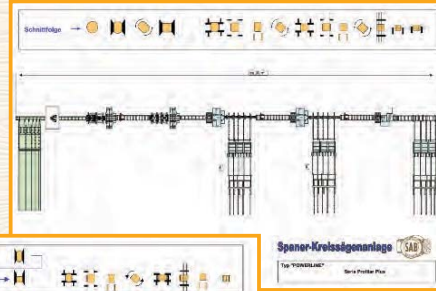 Schnittfolge
Spaner-Kreissägenanlage
SAB
Typ "POWERLINE"
Serie Profiler Plus